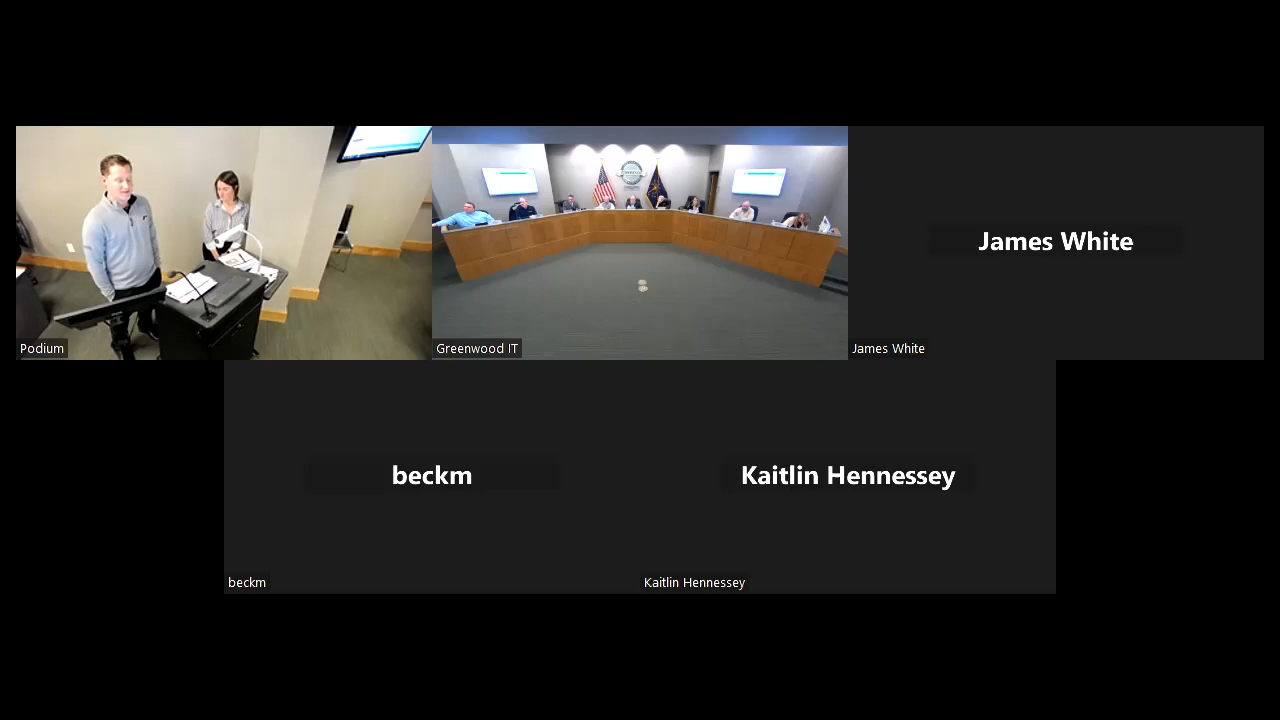 Podium
Greenwood IT
James White
James White
beckm
Kaitlin Hennessey
beckm
Kaitlin Hennessey